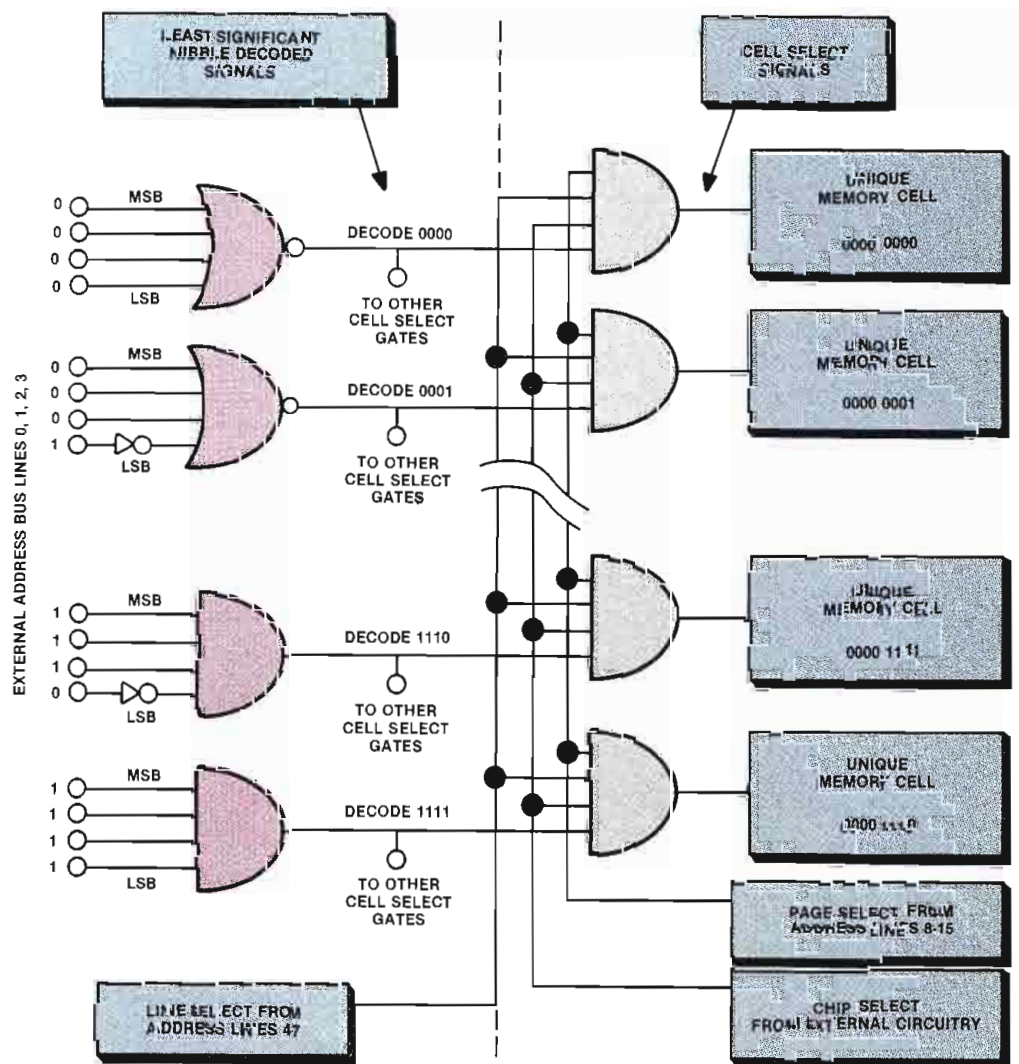 LEAST SIGNIFICANT
NIBBLE DECODED
SIGNALS
CELL SELECT
SIGNALS
EXTERNAL ADDRESS BUS LINES 0, 1, 2, 3
0 MSB
0
0
0 LSB
DECODE 0000
TO OTHER
CELL SELECT
GATES
UNIQUE
MEMORY CELL
0000 0000
0 MSB
0
0
1 LSB
DECODE 0001
TO OTHER
CELL SELECT
GATES
UNIQUE
MEMORY CELL
0000 0001
1 MSB
1
1
0 LSB
DECODE 1110
TO OTHER
CELL SELECT
GATES
UNIQUE
MEMORY CELL
0000 1111
1 MSB
1
1
1 LSB
DECODE 1111
TO OTHER
CELL SELECT
GATES
UNIQUE
MEMORY CELL
0000 1110
PAGE SELECT FROM
ADDRESS LINES 8-15
LINE SELECT FROM
ADDRESS LINES 47
CHIP SELECT
FROM EXTERNAL CIRCUITRY